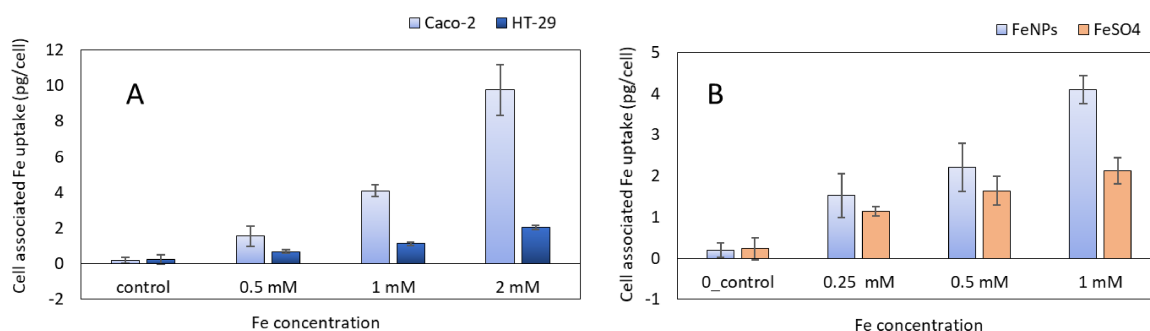 Caco-2 HT-29
Cell associated Fe uptake (pg/cell)
12
10
8
6
4
2
0
-2
A
control 0.5 mM 1 mM 2 mM
Fe concentration
FeNPs FeSO4
Cell associated Fe uptake (pg/cell)
5
4
3
2
1
0
-1
B
0_control 0.25 mM 0.5 mM 1 mM
Fe concentration